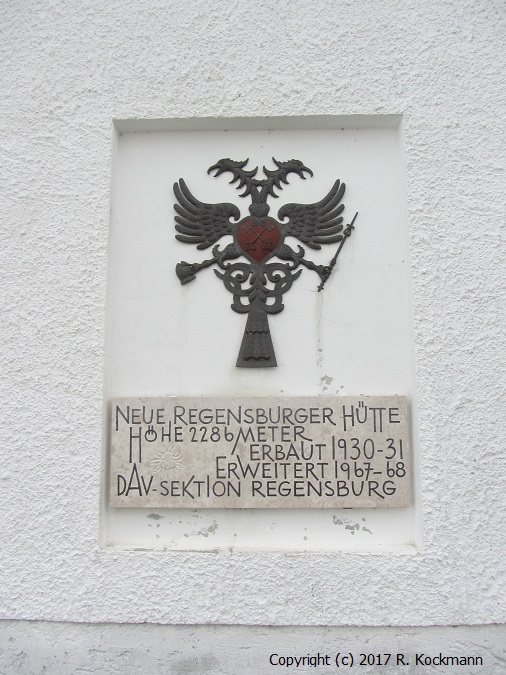 NEUE REGENSBURGER HÜTTE
HÖHE 2286 METER
ERBAUT 1930-31
ERWEITERT 1967-68
DAV-SEKTION REGENSBURG
Copyright (c) 2017 R. Kockmann